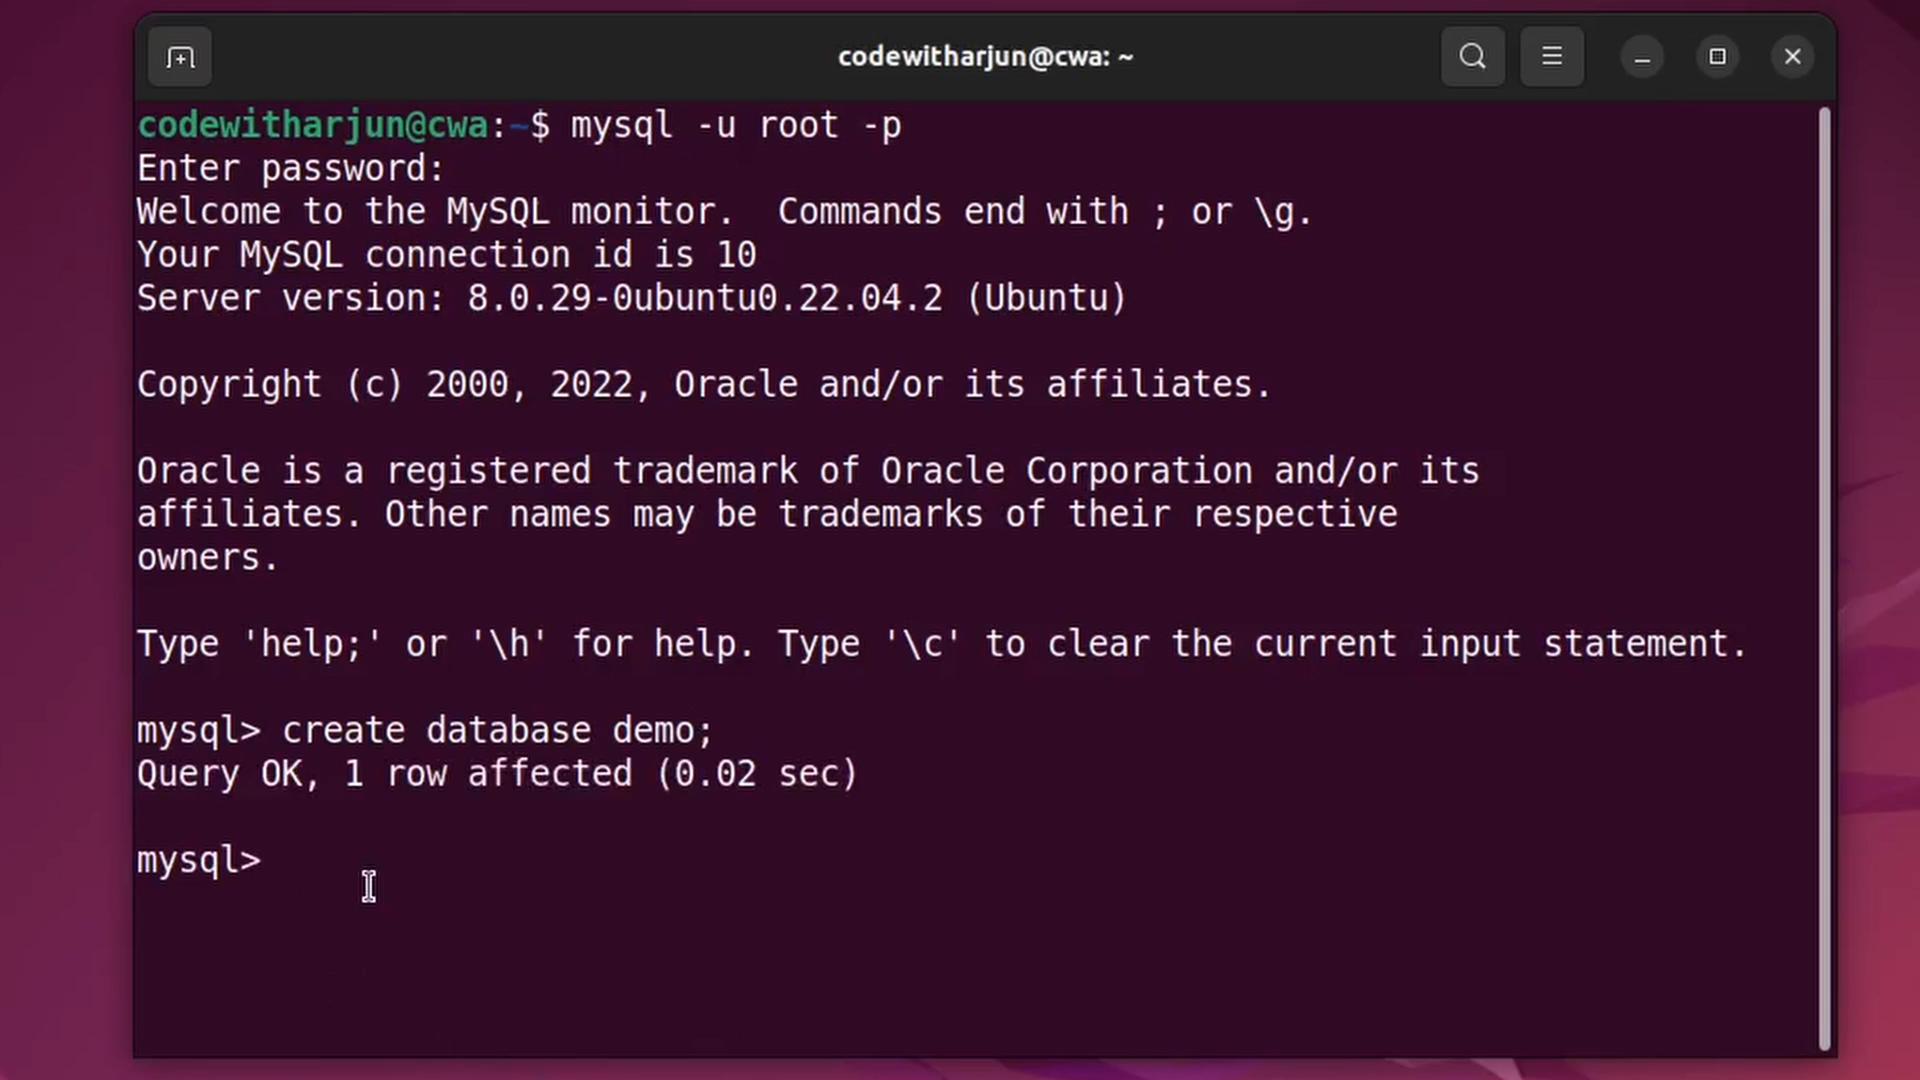 codewitharjun@cwa: ~
codewitharjun@cwa:~$ mysql -u root -p
Enter password:
Welcome to the MySQL monitor.  Commands end with ; or \g.
Your MySQL connection id is 10
Server version: 8.0.29-0ubuntu0.22.04.2 (Ubuntu)
Copyright (c) 2000, 2022, Oracle and/or its affiliates.
Oracle is a registered trademark of Oracle Corporation and/or its
affiliates. Other names may be trademarks of their respective
owners.
Type 'help;' or '\h' for help. Type '\c' to clear the current input statement.
mysql> create database demo;
Query OK, 1 row affected (0.02 sec)
mysql>